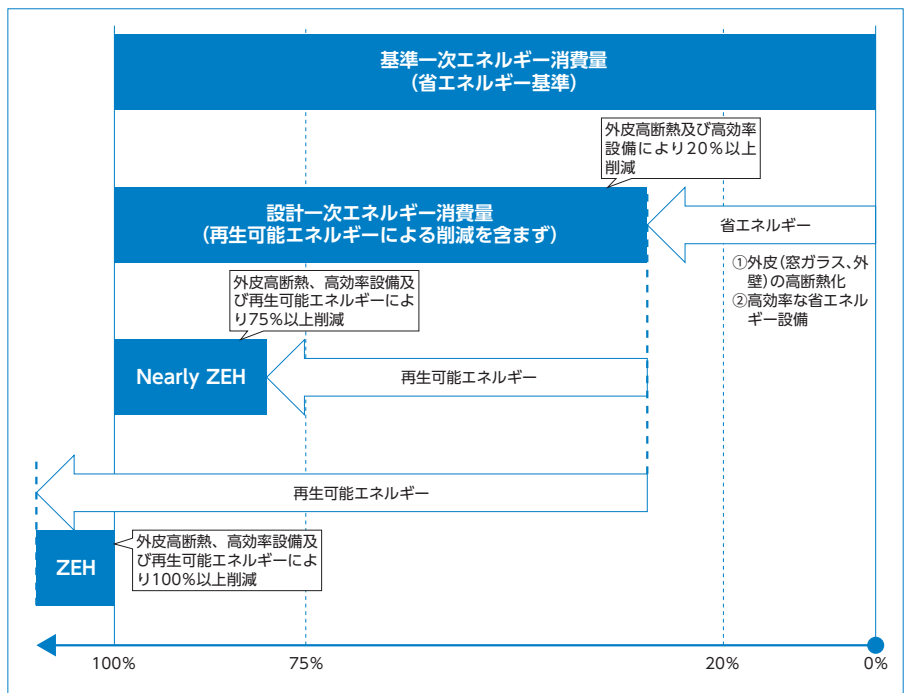 基準一次エネルギー消費量
(省エネルギー基準)
外皮高断熱及び高効率
設備により20%以上
削減
設計一次エネルギー消費量
(再生可能エネルギーによる削減を含まず)
省エネルギー
①外皮(窓ガラス、外
壁)の高断熱化
②高効率な省エネル
ギー設備
外皮高断熱、高効率設備及
び再生可能エネルギーによ
り75%以上削減
Nearly ZEH
再生可能エネルギー
再生可能エネルギー
ZEH
外皮高断熱、高効率設備及
び再生可能エネルギーによ
り100%以上削減
100% 75% 20% 0%